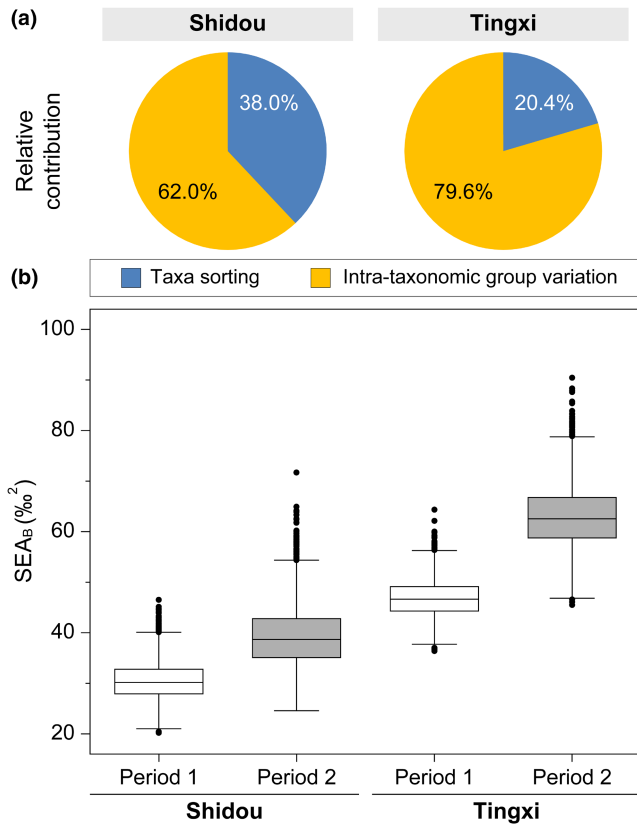 (a)
Shidou Tingxi
Relative contribution
38.0% 20.4%
62.0% 79.6%
(b)
Taxa sorting Intra-taxonomic group variation
SEA_B (‰²)
100
80
60
40
20
Period 1 Period 2 Period 1 Period 2
Shidou Tingxi